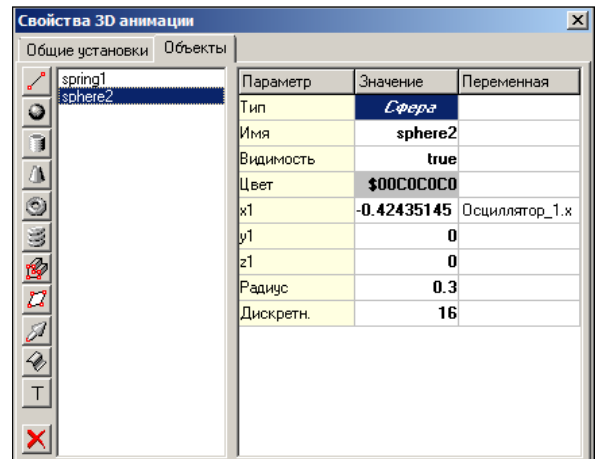 Свойства 3D анимации
Общие установки Объекты
spring1
sphere2
Параметр Значение Переменная
Тип Сфера
Имя sphere2
Видимость true
Цвет $00C0C0C0
x1 -0.42435145 Осциллятор_1.x
y1 0
z1 0
Радиус 0.3
Дискретн. 16
T